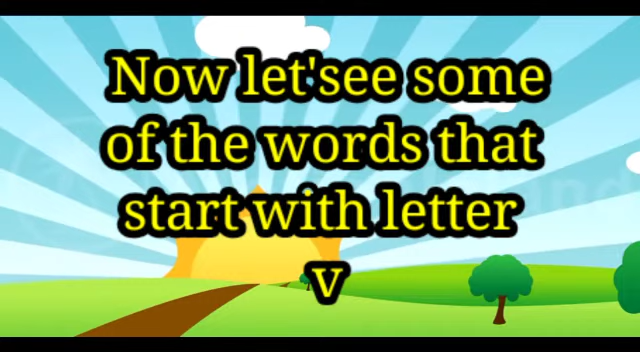 Now let'see some
of the words that
start with letter
v